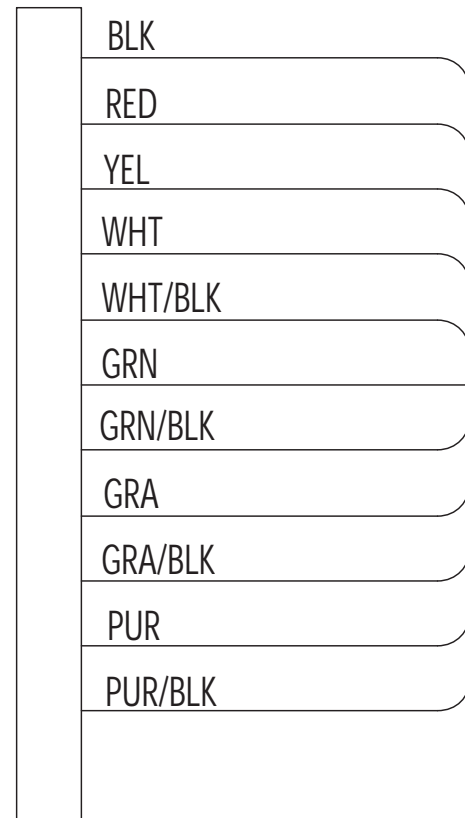 BLK
RED
YEL
WHT
WHT/BLK
GRN
GRN/BLK
GRA
GRA/BLK
PUR
PUR/BLK